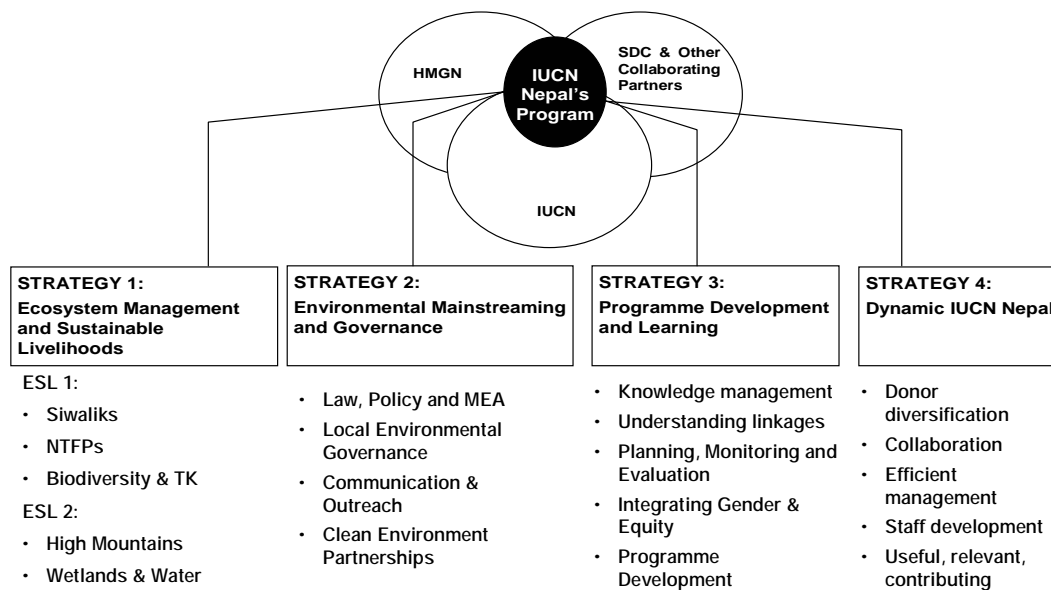 HMGN
IUCN
Nepal's
Program
SDC & Other
Collaborating
Partners
IUCN
STRATEGY 1:
Ecosystem Management
and Sustainable
Livelihoods
ESL 1:
• Siwaliks
• NTFPs
• Biodiversity & TK
ESL 2:
• High Mountains
• Wetlands & Water
STRATEGY 2:
Environmental Mainstreaming
and Governance
• Law, Policy and MEA
• Local Environmental
Governance
• Communication &
Outreach
• Clean Environment
Partnerships
STRATEGY 3:
Programme Development
and Learning
• Knowledge management
• Understanding linkages
• Planning, Monitoring and
Evaluation
• Integrating Gender &
Equity
• Programme
Development
STRATEGY 4:
Dynamic IUCN Nepal
• Donor
diversification
• Collaboration
• Efficient
management
• Staff development
• Useful, relevant,
contributing